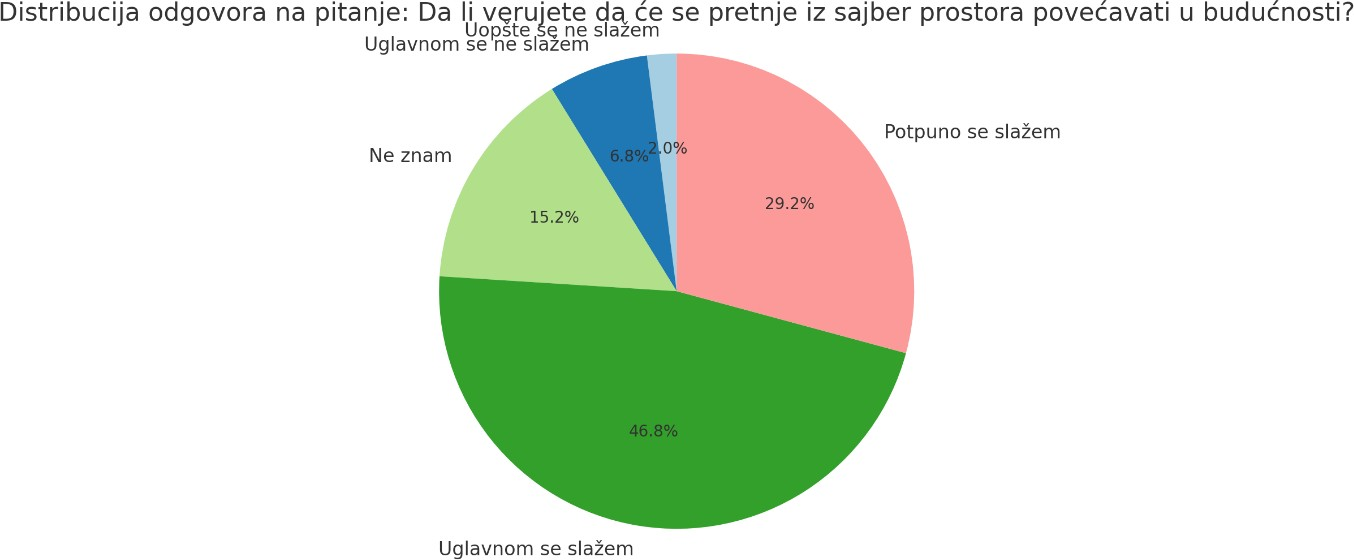 Distribucija odgovora na pitanje: Da li verujete da će se pretnje iz sajber prostora povećavati u budućnosti?
Uopšte se ne slažem
Uglavnom se ne slažem
Potpuno se slažem
Ne znam
2.0%
6.8%
29.2%
15.2%
46.8%
Uglavnom se slažem